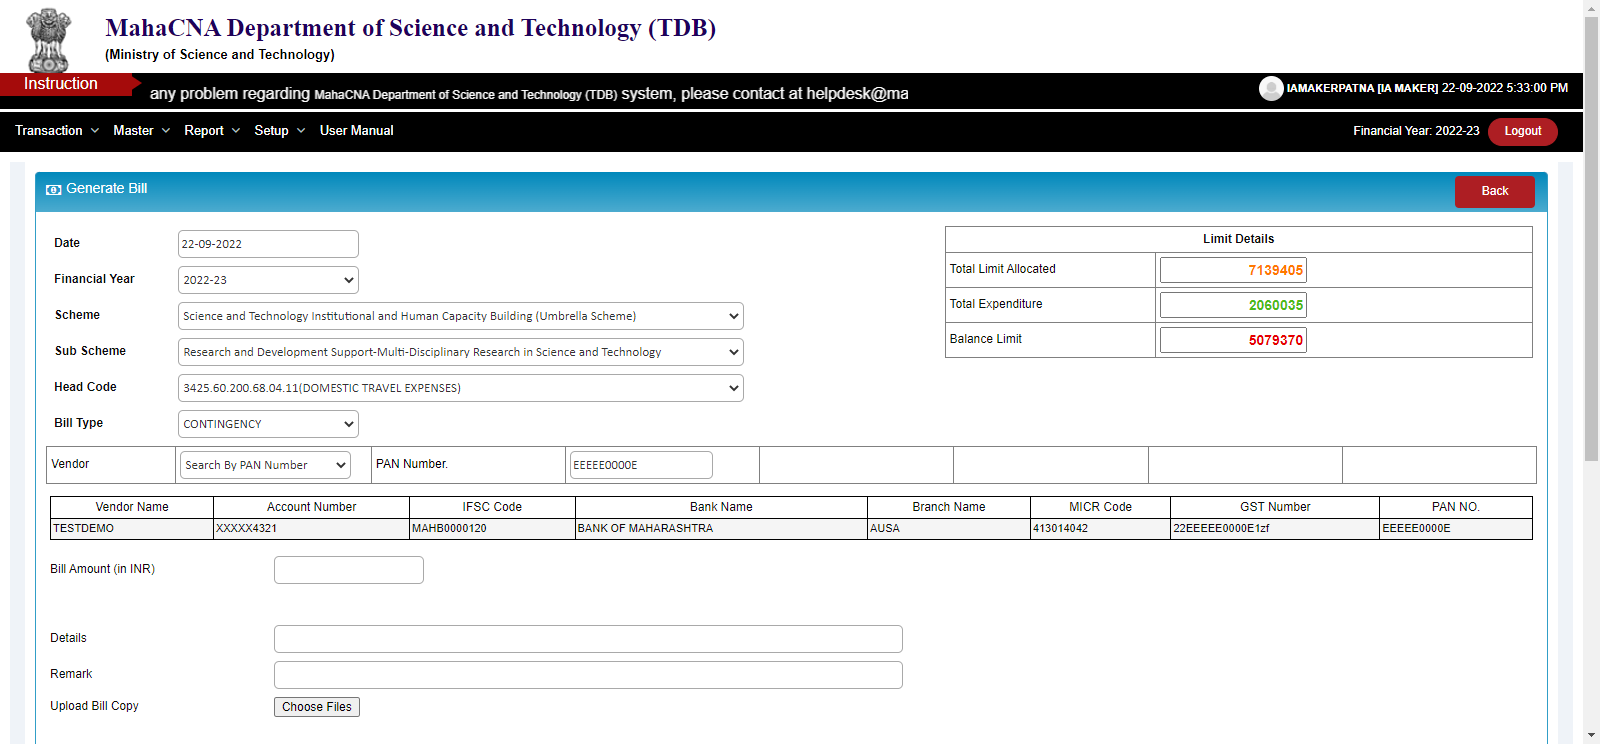 MahaCNA Department of Science and Technology (TDB)
(Ministry of Science and Technology)
Instruction
any problem regarding MahaCNA Department of Science and Technology (TDB) system, please contact at helpdesk@ma
IAMAKERPATNA [IA MAKER] 22-09-2022 5:33:00 PM
Transaction Master Report Setup User Manual
Financial Year: 2022-23 Logout
Generate Bill
Back
Date 22-09-2022
Financial Year 2022-23
Scheme Science and Technology Institutional and Human Capacity Building (Umbrella Scheme)
Sub Scheme Research and Development Support-Multi-Disciplinary Research in Science and Technology
Head Code 3425.60.200.68.04.11(DOMESTIC TRAVEL EXPENSES)
Bill Type CONTINGENCY
Limit Details
Total Limit Allocated 7139405
Total Expenditure 2060035
Balance Limit 5079370
Vendor Search By PAN Number PAN Number. EEEEE0000E
Vendor Name Account Number IFSC Code Bank Name Branch Name MICR Code GST Number PAN NO.
TESTDEMO XXXXX4321 MAHB0000120 BANK OF MAHARASHTRA AUSA 413014042 22EEEEE0000E1zf EEEEE0000E
Bill Amount (in INR)
Details
Remark
Upload Bill Copy Choose Files